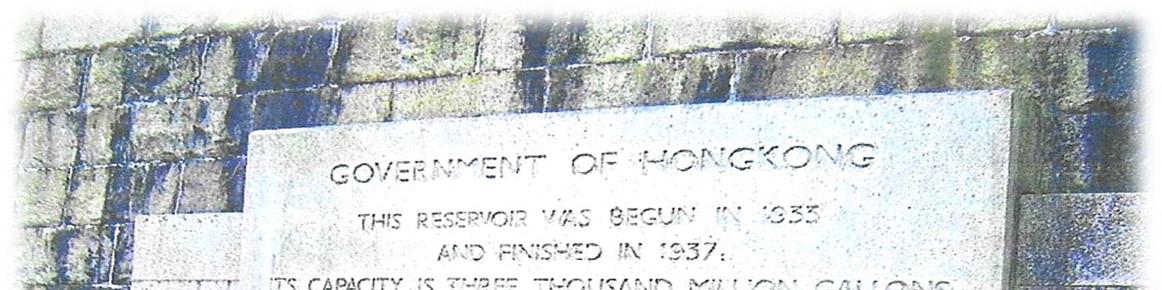 GOVERNMENT OF HONGKONG
THIS RESERVOIR WAS BEGUN IN 1933
AND FINISHED IN 1937.
ITS CAPACITY IS THREE THOUSAND MILLION GALLONS